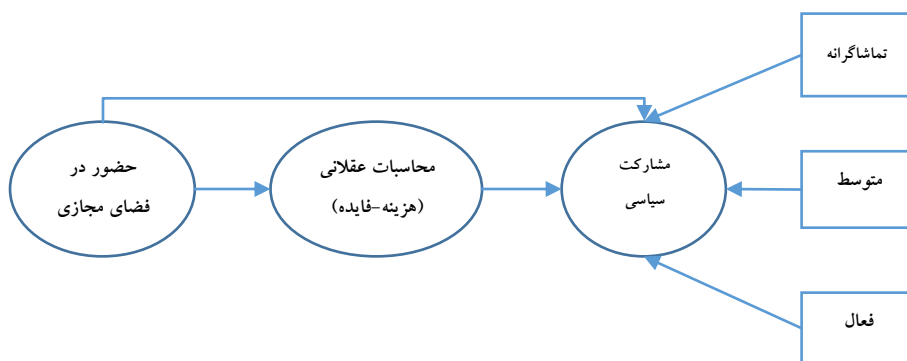 تماشاگرانه
حضور در
فضای مجازی
محاسبات عقلانی
(هزینه-فایده)
مشارکت
سیاسی
متوسط
فعال